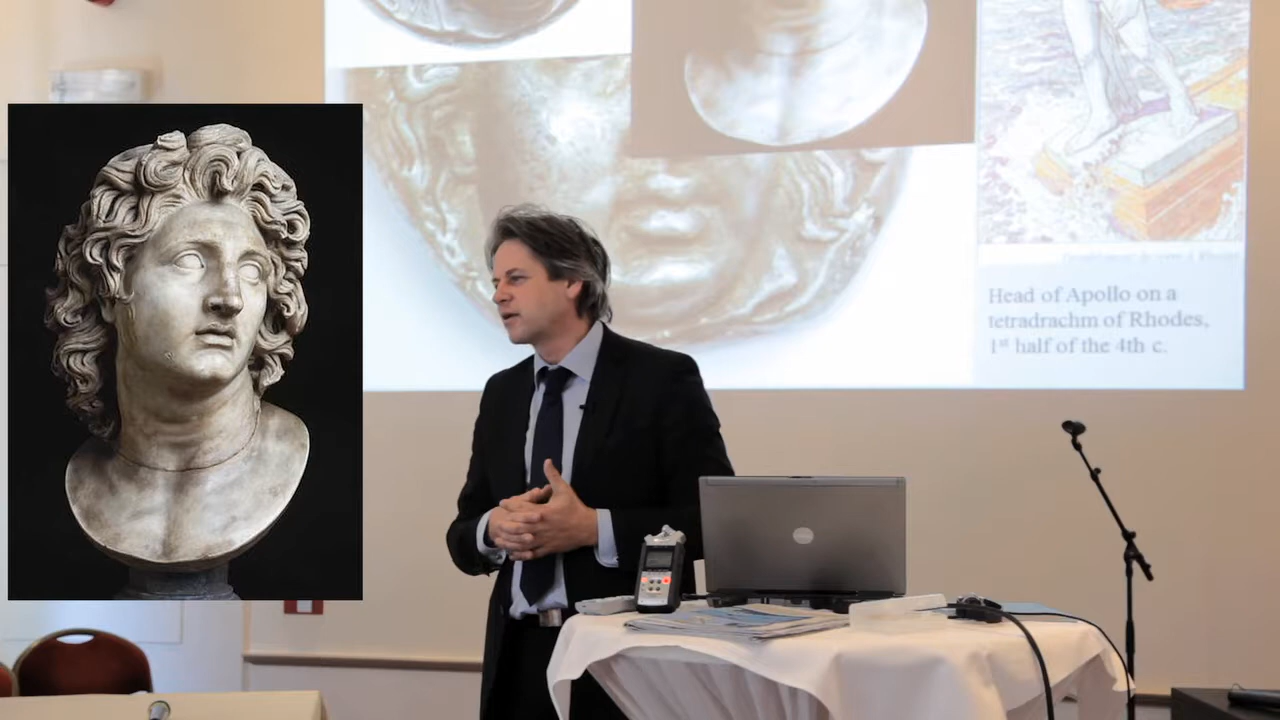 Head of Apollo on a
tetradrachm of Rhodes,
1st half of the 4th c.